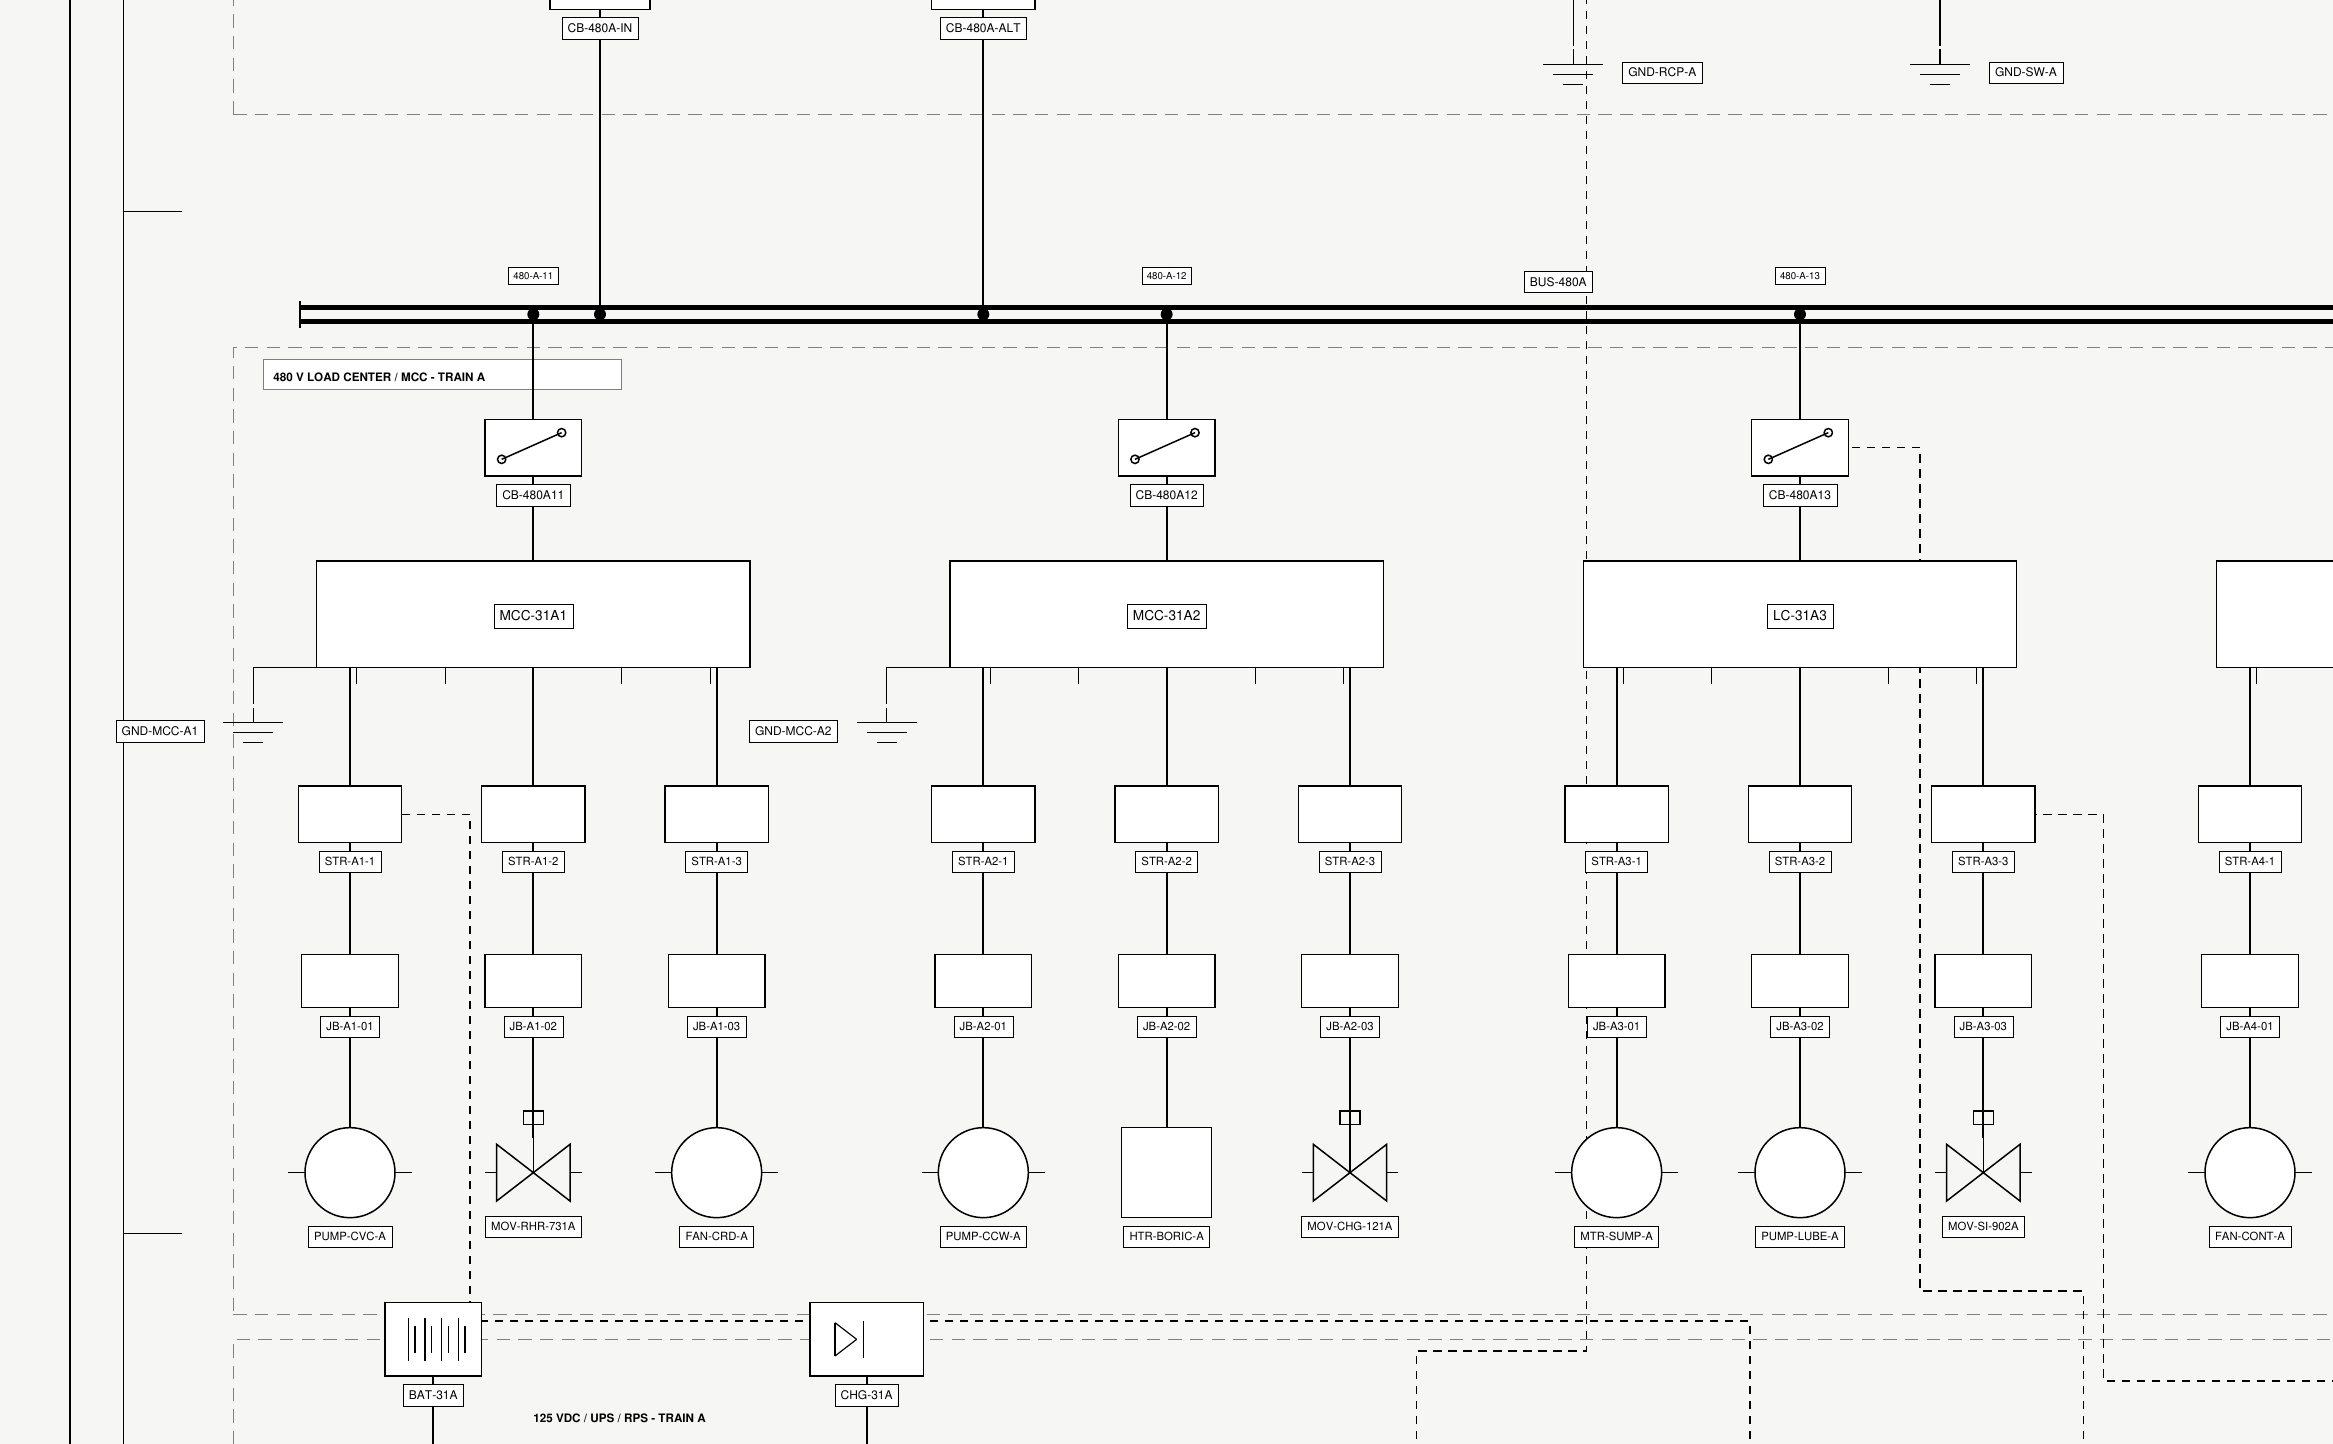 CB-480A-IN
CB-480A-ALT
GND-RCP-A
GND-SW-A
480-A-11
480-A-12
BUS-480A
480-A-13
480 V LOAD CENTER / MCC - TRAIN A
CB-480A11
CB-480A12
CB-480A13
MCC-31A1
MCC-31A2
LC-31A3
GND-MCC-A1
GND-MCC-A2
STR-A1-1
STR-A1-2
STR-A1-3
STR-A2-1
STR-A2-2
STR-A2-3
STR-A3-1
STR-A3-2
STR-A3-3
STR-A4-1
JB-A1-01
JB-A1-02
JB-A1-03
JB-A2-01
JB-A2-02
JB-A2-03
JB-A3-01
JB-A3-02
JB-A3-03
JB-A4-01
PUMP-CVC-A
MOV-RHR-731A
FAN-CRD-A
PUMP-CCW-A
HTR-BORIC-A
MOV-CHG-121A
MTR-SUMP-A
PUMP-LUBE-A
MOV-SI-902A
FAN-CONT-A
BAT-31A
CHG-31A
125 VDC / UPS / RPS - TRAIN A